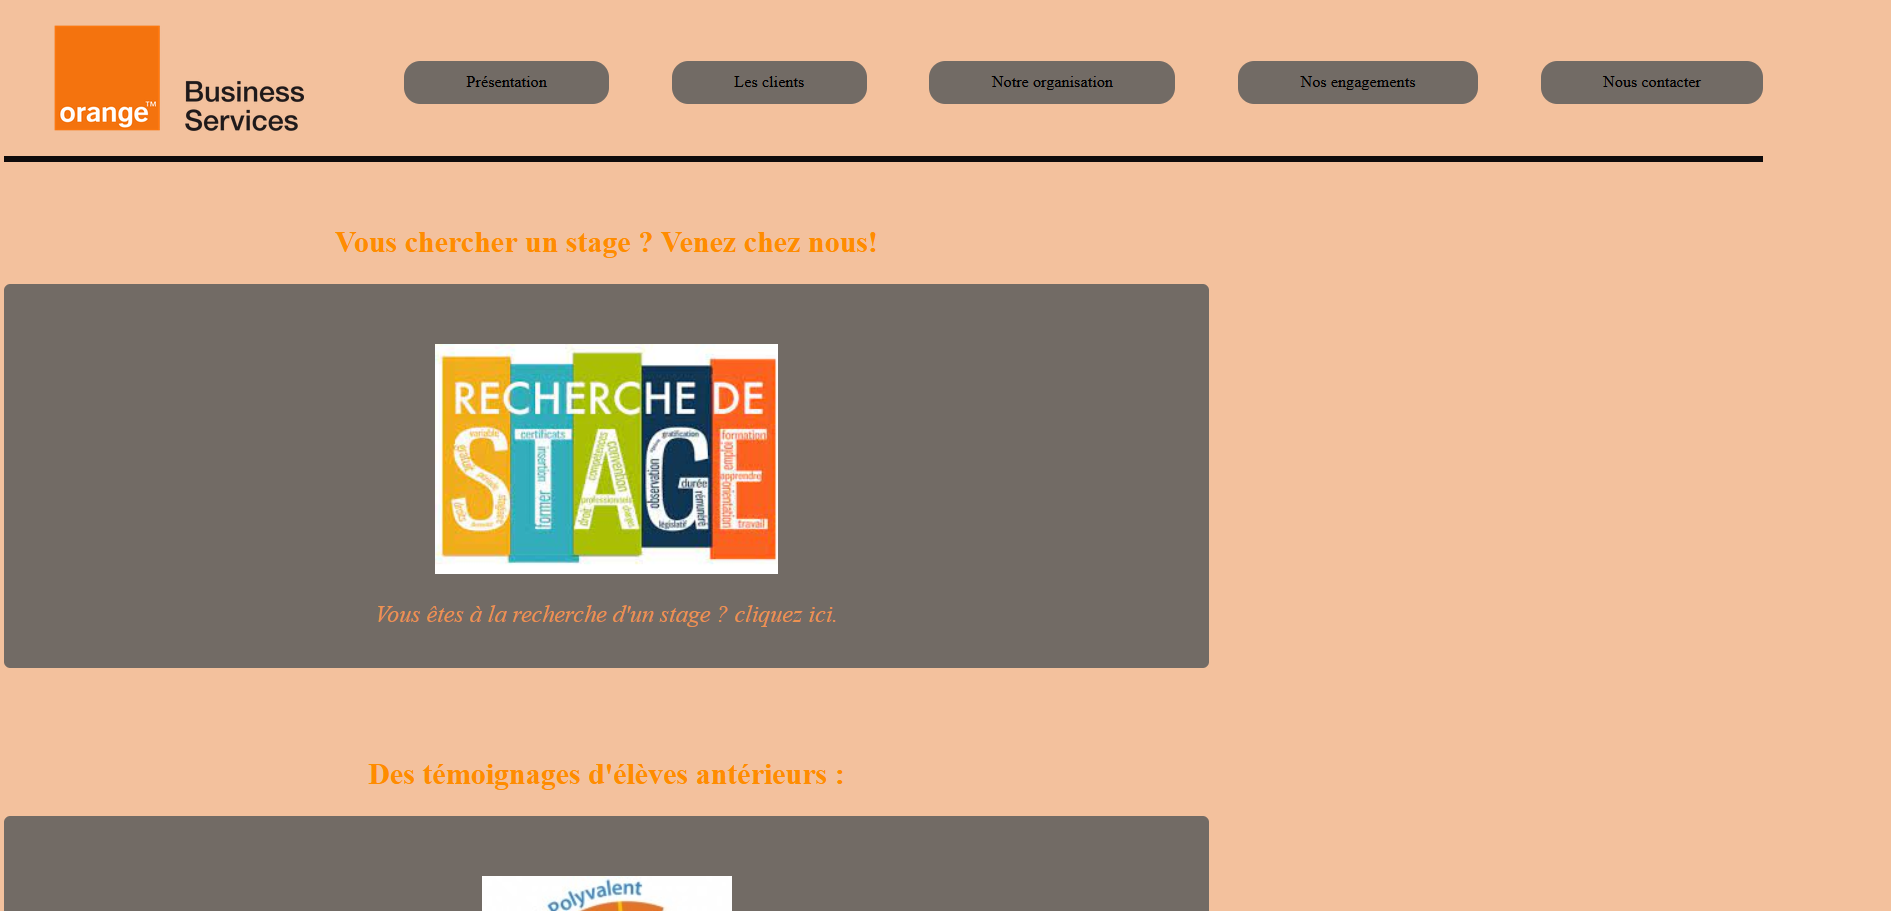 orange™
Business
Services
Présentation
Les clients
Notre organisation
Nos engagements
Nous contacter
Vous chercher un stage ? Venez chez nous!
RECHERCHE DE
STAGE
variable
gratuit
certificats
insertion
former
compétences
convention
professionnels
droit
gratification
observation
durée
rémunéré
législatif
formation
apprendre
orientation
travail
Vous êtes à la recherche d'un stage ? cliquez ici.
Des témoignages d'élèves antérieurs :
Polyvalent